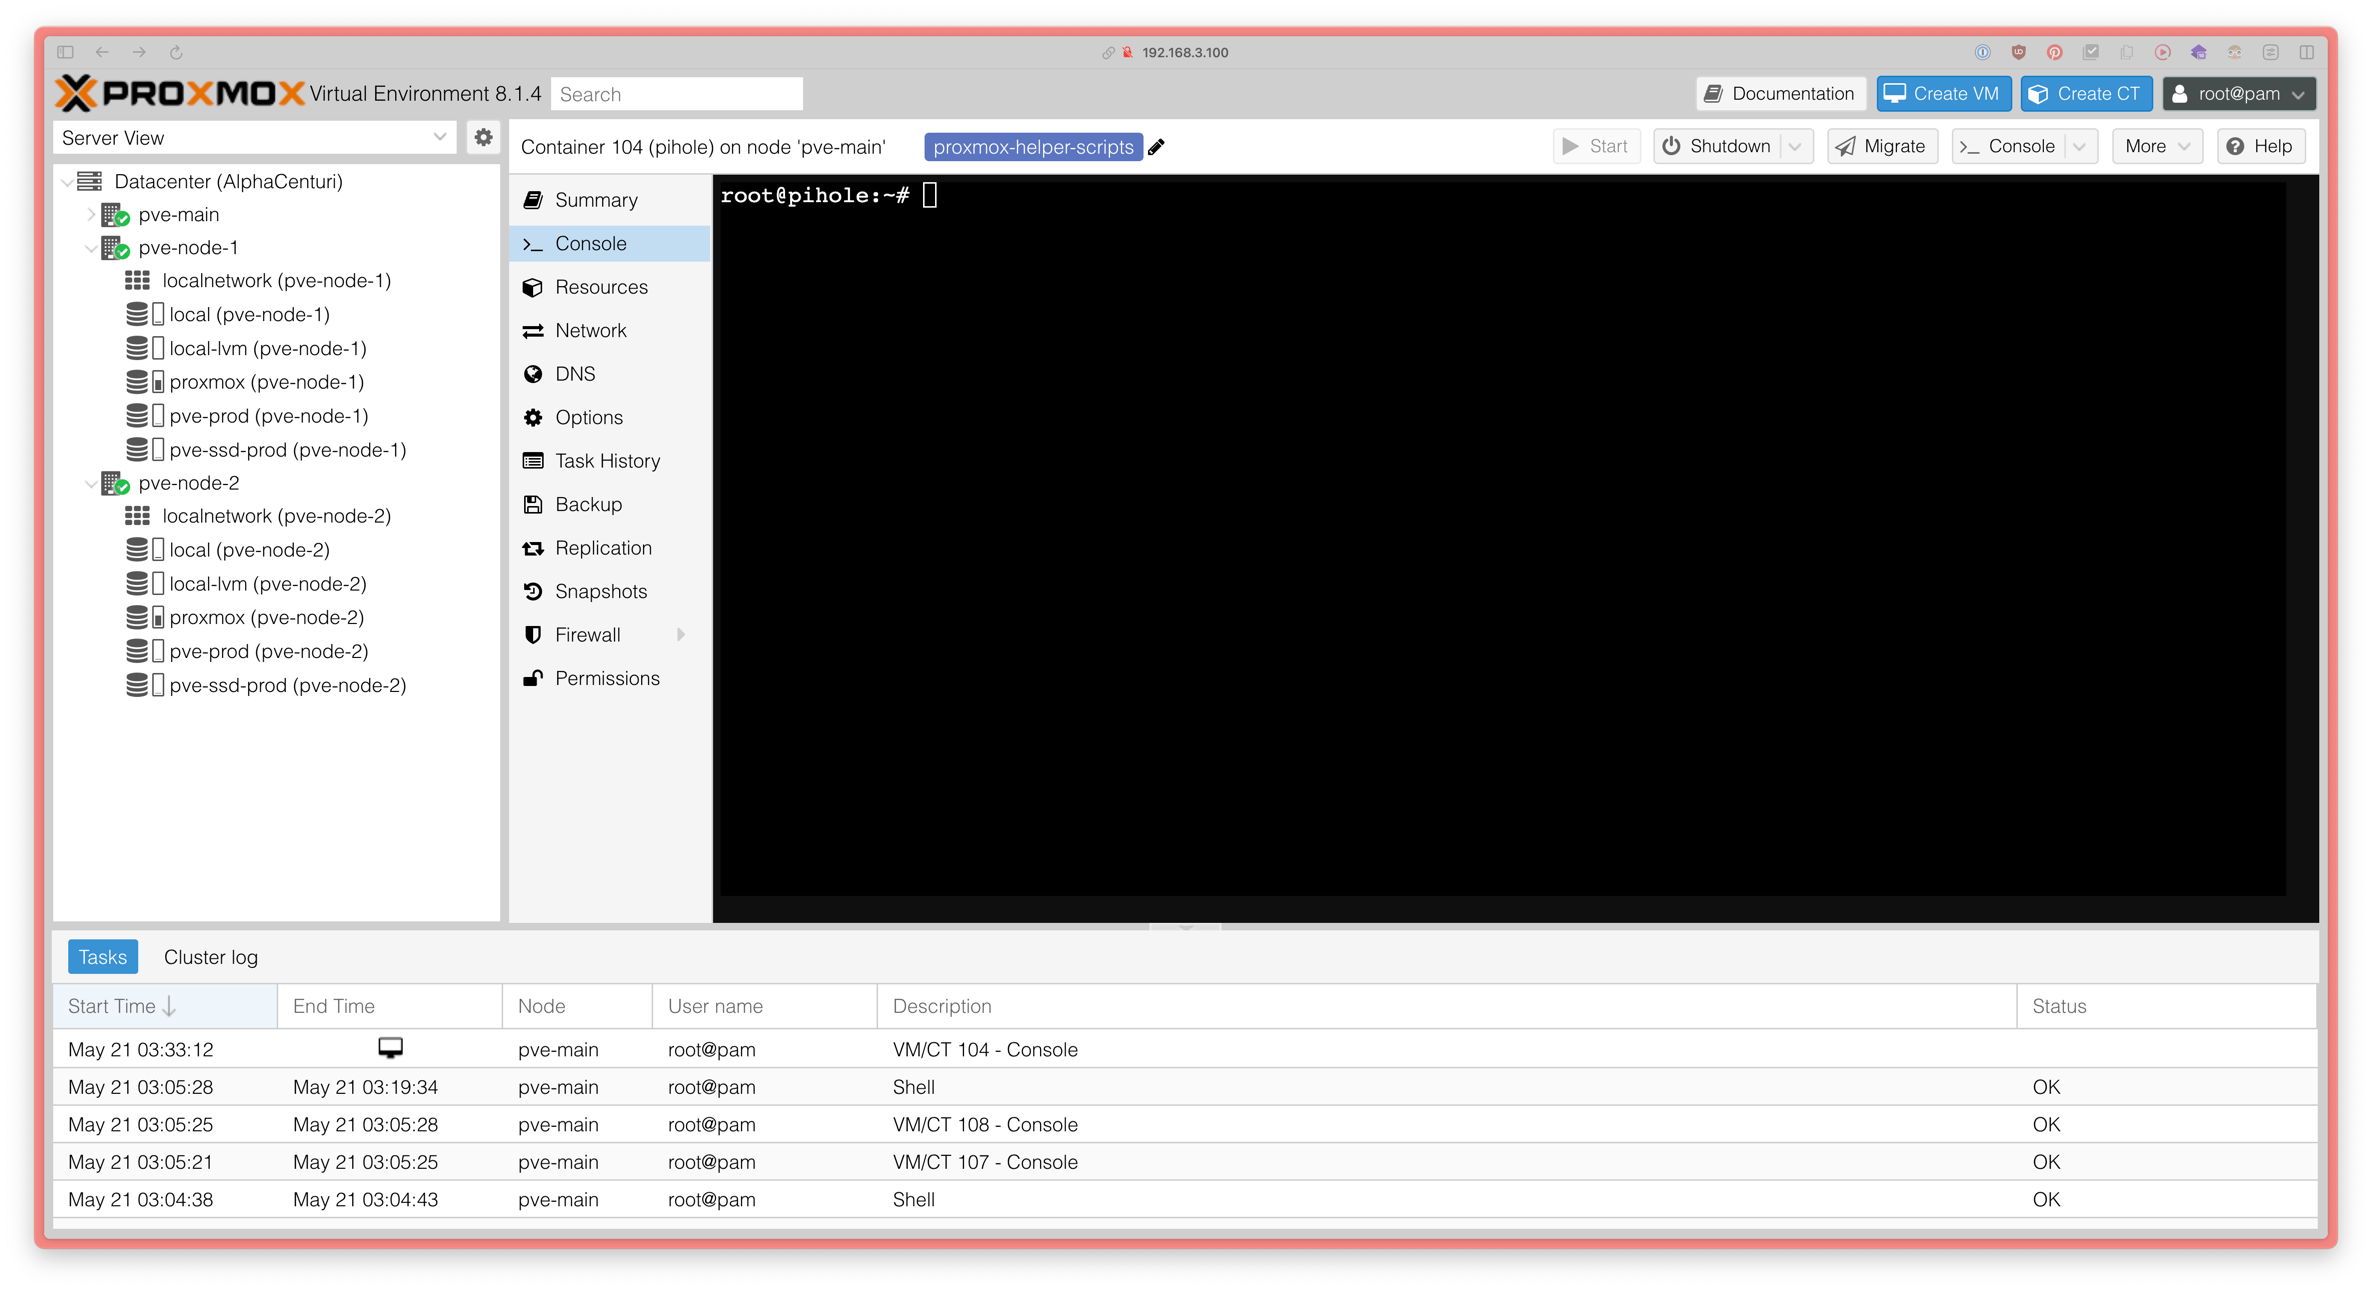 192.168.3.100
PROXMOX Virtual Environment 8.1.4 Search Documentation Create VM Create CT root@pam
Server View
Datacenter (AlphaCenturi)
pve-main
pve-node-1
localnetwork (pve-node-1)
local (pve-node-1)
local-lvm (pve-node-1)
proxmox (pve-node-1)
pve-prod (pve-node-1)
pve-ssd-prod (pve-node-1)
pve-node-2
localnetwork (pve-node-2)
local (pve-node-2)
local-lvm (pve-node-2)
proxmox (pve-node-2)
pve-prod (pve-node-2)
pve-ssd-prod (pve-node-2)
Container 104 (pihole) on node 'pve-main' proxmox-helper-scripts Start Shutdown Migrate >_ Console More Help
Summary
>_ Console
Resources
Network
DNS
Options
Task History
Backup
Replication
Snapshots
Firewall
Permissions
root@pihole:~#
Tasks Cluster log
Start Time End Time Node User name Description Status
May 21 03:33:12 pve-main root@pam VM/CT 104 - Console
May 21 03:05:28 May 21 03:19:34 pve-main root@pam Shell OK
May 21 03:05:25 May 21 03:05:28 pve-main root@pam VM/CT 108 - Console OK
May 21 03:05:21 May 21 03:05:25 pve-main root@pam VM/CT 107 - Console OK
May 21 03:04:38 May 21 03:04:43 pve-main root@pam Shell OK